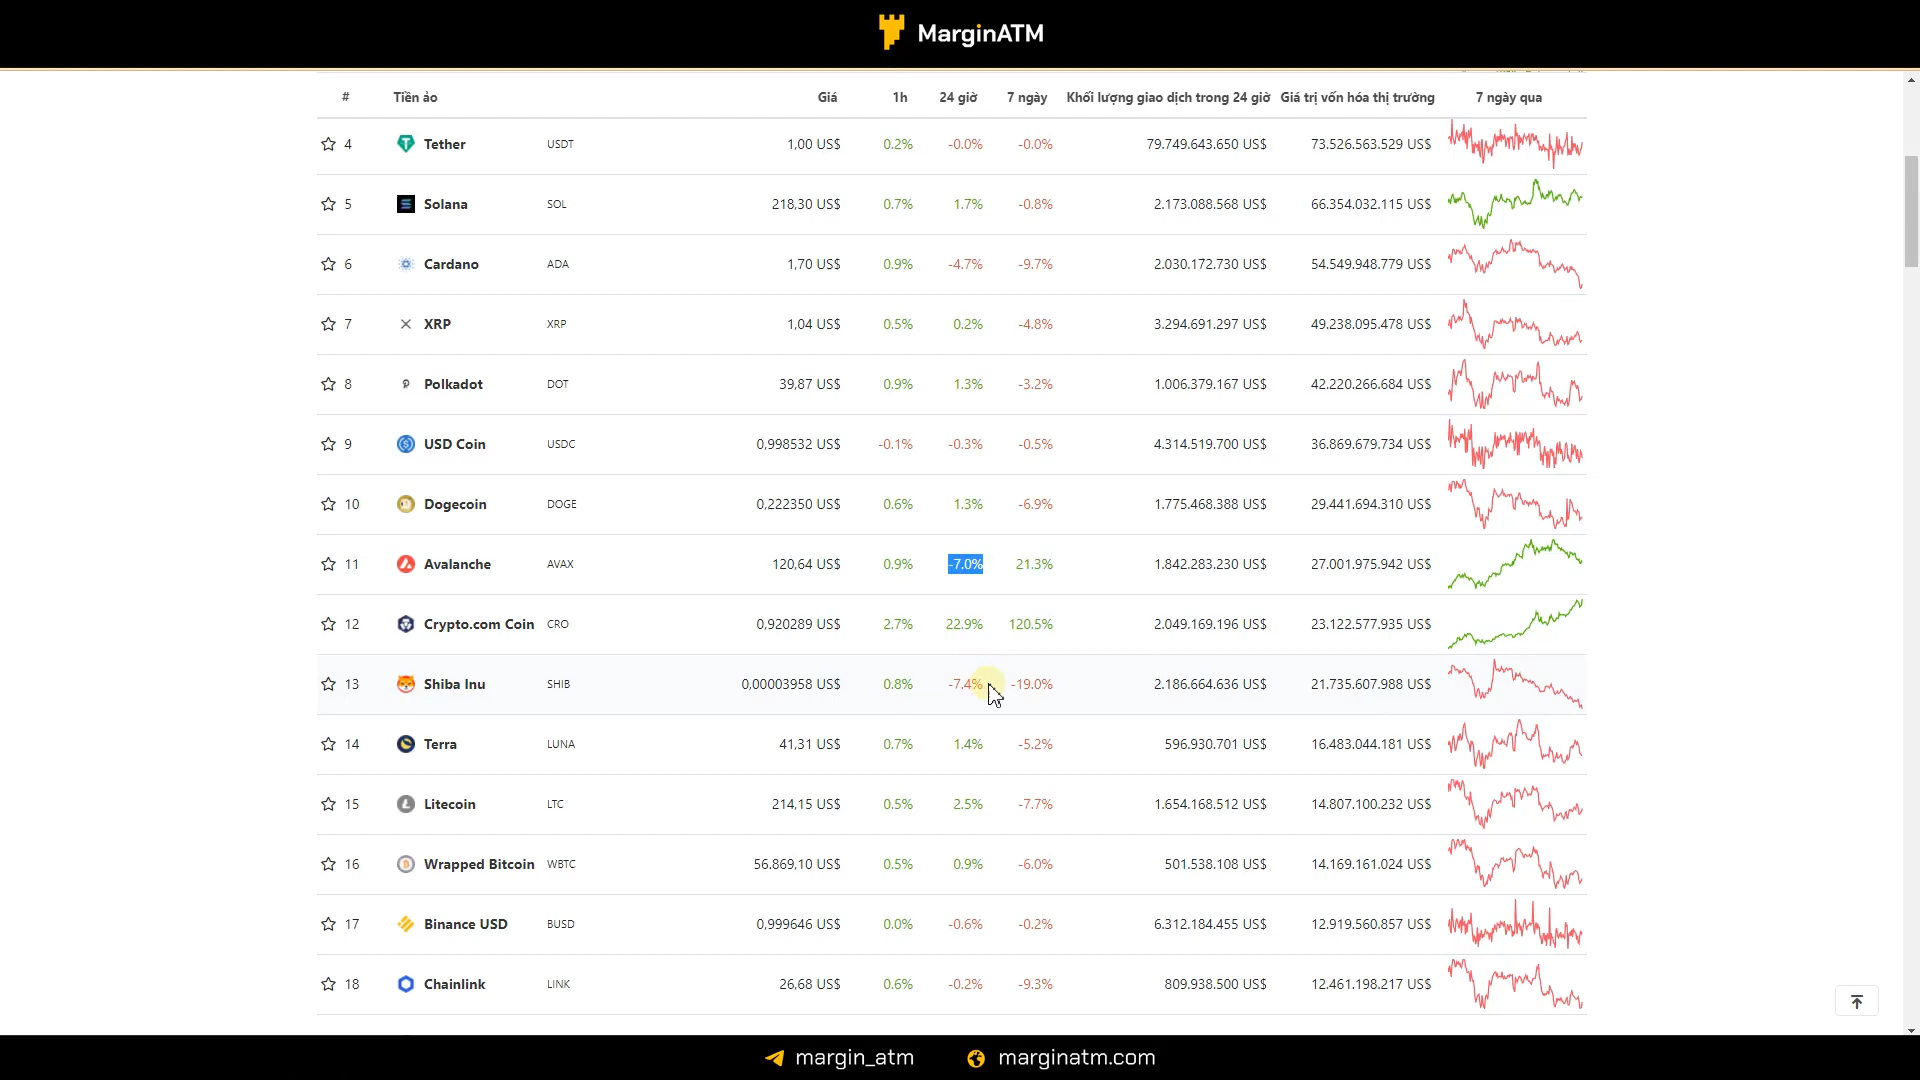 MarginATM
# Tiền ảo Giá 1h 24 giờ 7 ngày Khối lượng giao dịch trong 24 giờ Giá trị vốn hóa thị trường 7 ngày qua
4 Tether USDT 1,00 US$ 0.2% -0.0% -0.0% 79.749.643.650 US$ 73.526.563.529 US$
5 Solana SOL 218,30 US$ 0.7% 1.7% -0.8% 2.173.088.568 US$ 66.354.032.115 US$
6 Cardano ADA 1,70 US$ 0.9% -4.7% -9.7% 2.030.172.730 US$ 54.549.948.779 US$
7 XRP XRP 1,04 US$ 0.5% 0.2% -4.8% 3.294.691.297 US$ 49.238.095.478 US$
8 Polkadot DOT 39,87 US$ 0.9% 1.3% -3.2% 1.006.379.167 US$ 42.220.266.684 US$
9 USD Coin USDC 0,998532 US$ -0.1% -0.3% -0.5% 4.314.519.700 US$ 36.869.679.734 US$
10 Dogecoin DOGE 0,222350 US$ 0.6% 1.3% -6.9% 1.775.468.388 US$ 29.441.694.310 US$
11 Avalanche AVAX 120,64 US$ 0.9% -7.0% 21.3% 1.842.283.230 US$ 27.001.975.942 US$
12 Crypto.com Coin CRO 0,920289 US$ 2.7% 22.9% 120.5% 2.049.169.196 US$ 23.122.577.935 US$
13 Shiba Inu SHIB 0,00003958 US$ 0.8% -7.4% -19.0% 2.186.664.636 US$ 21.735.607.988 US$
14 Terra LUNA 41,31 US$ 0.7% 1.4% -5.2% 596.930.701 US$ 16.483.044.181 US$
15 Litecoin LTC 214,15 US$ 0.5% 2.5% -7.7% 1.654.168.512 US$ 14.807.100.232 US$
16 Wrapped Bitcoin WBTC 56.869,10 US$ 0.5% 0.9% -6.0% 501.538.108 US$ 14.169.161.024 US$
17 Binance USD BUSD 0,999646 US$ 0.0% -0.6% -0.2% 6.312.184.455 US$ 12.919.560.857 US$
18 Chainlink LINK 26,68 US$ 0.6% -0.2% -9.3% 809.938.500 US$ 12.461.198.217 US$
margin_atm marginatm.com